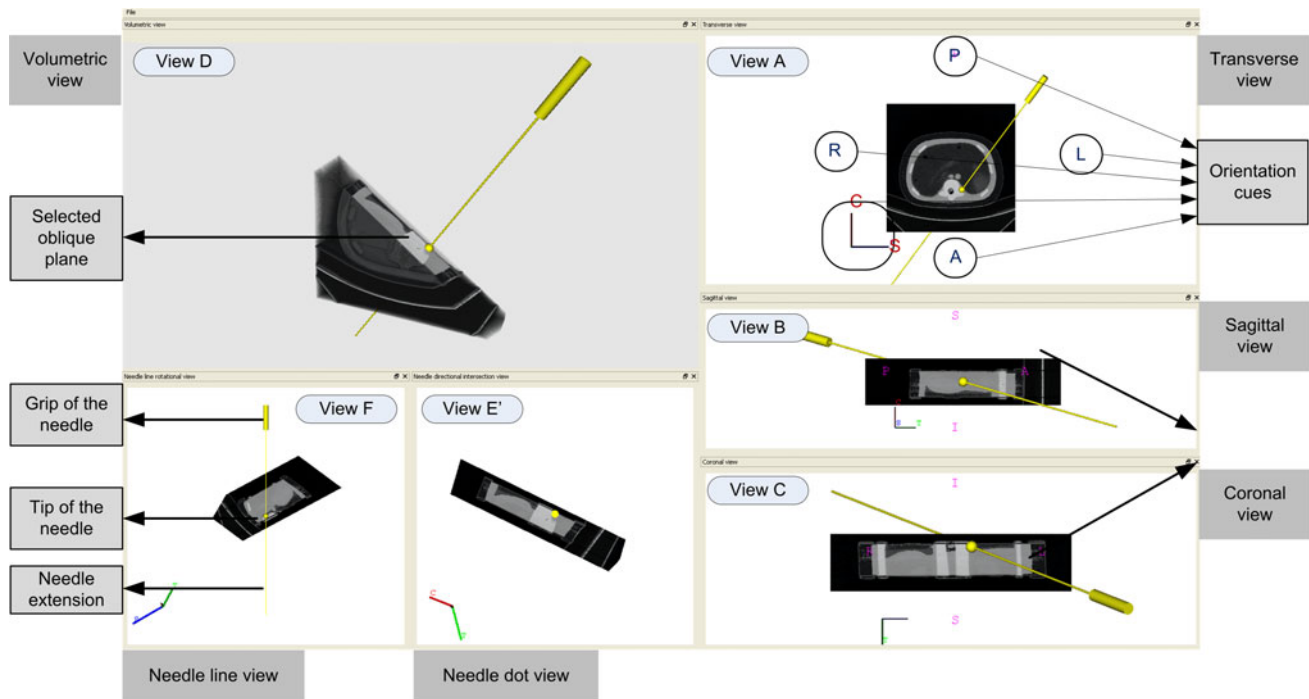 File
Volumetric view
Transverse view
Volumetric
view
View D
View A
P
Transverse
view
R
L
Orientation
cues
Selected
oblique
plane
C
S
A
Sagittal view
View B
S
Sagittal
view
P
A
C
I
Needle line rotational view
Needle directional intersection view
Grip of the
needle
View F
View E'
Coronal view
View C
I
Coronal
view
Tip of the
needle
R
Needle
extension
S
T
C
T
T
Needle line view
Needle dot view